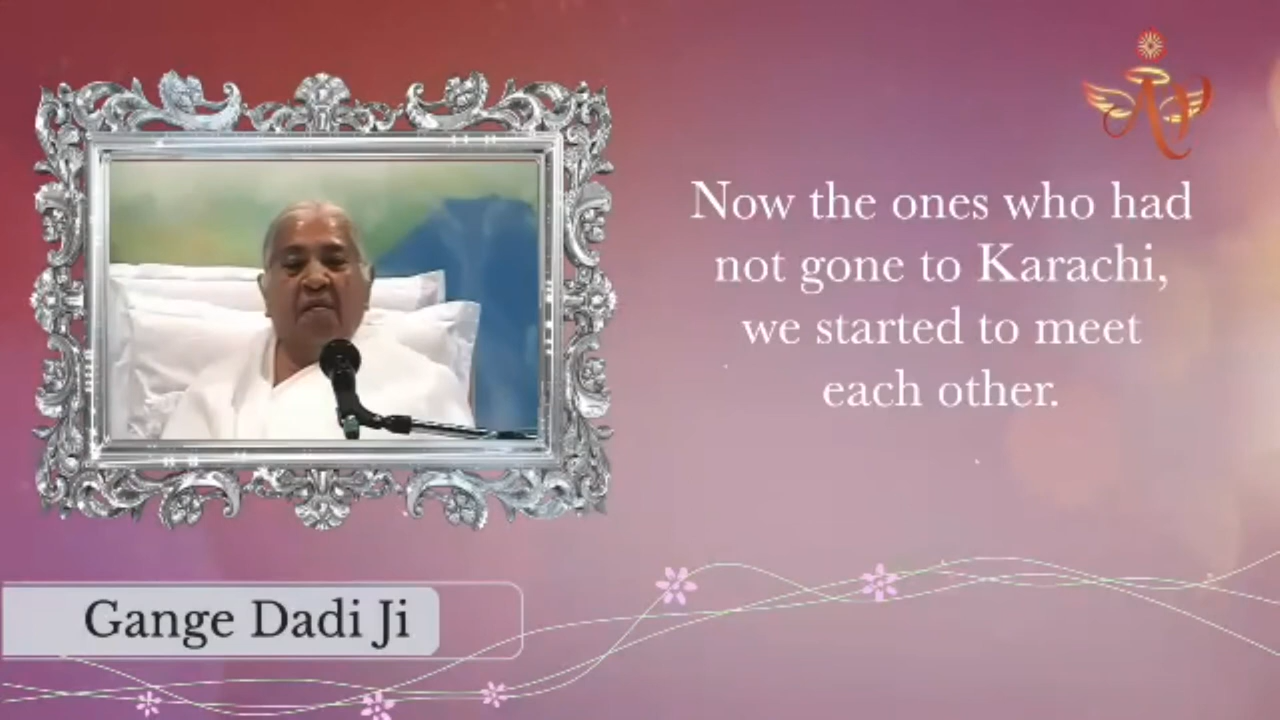 Now the ones who had
not gone to Karachi,
we started to meet
each other.
Gange Dadi Ji